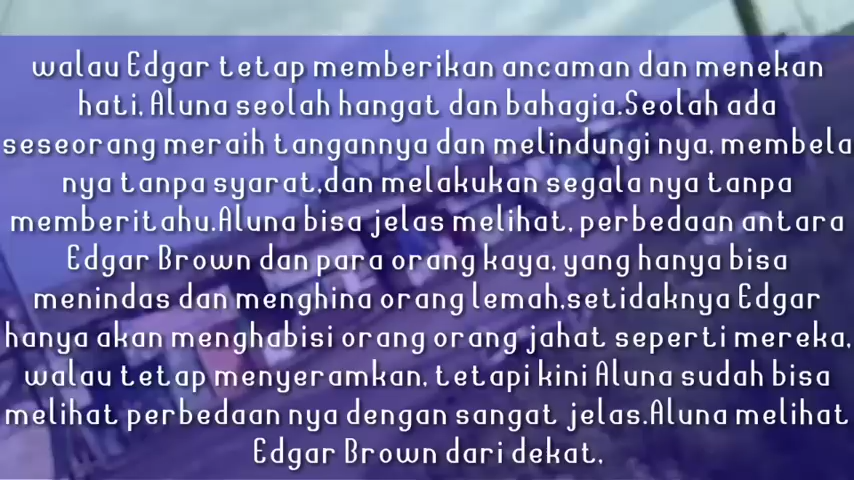 walau Edgar tetap memberikan ancaman dan menekan
hati, Aluna seolah hangat dan bahagia.Seolah ada
seseorang meraih tangannya dan melindungi nya, membela
nya tanpa syarat,dan melakukan segala nya tanpa
memberitahu.Aluna bisa jelas melihat, perbedaan antara
Edgar Brown dan para orang kaya, yang hanya bisa
menindas dan menghina orang lemah,setidaknya Edgar
hanya akan menghabisi orang orang jahat seperti mereka,
walau tetap menyeramkan, tetapi kini Aluna sudah bisa
melihat perbedaan nya dengan sangat jelas.Aluna melihat
Edgar Brown dari dekat,